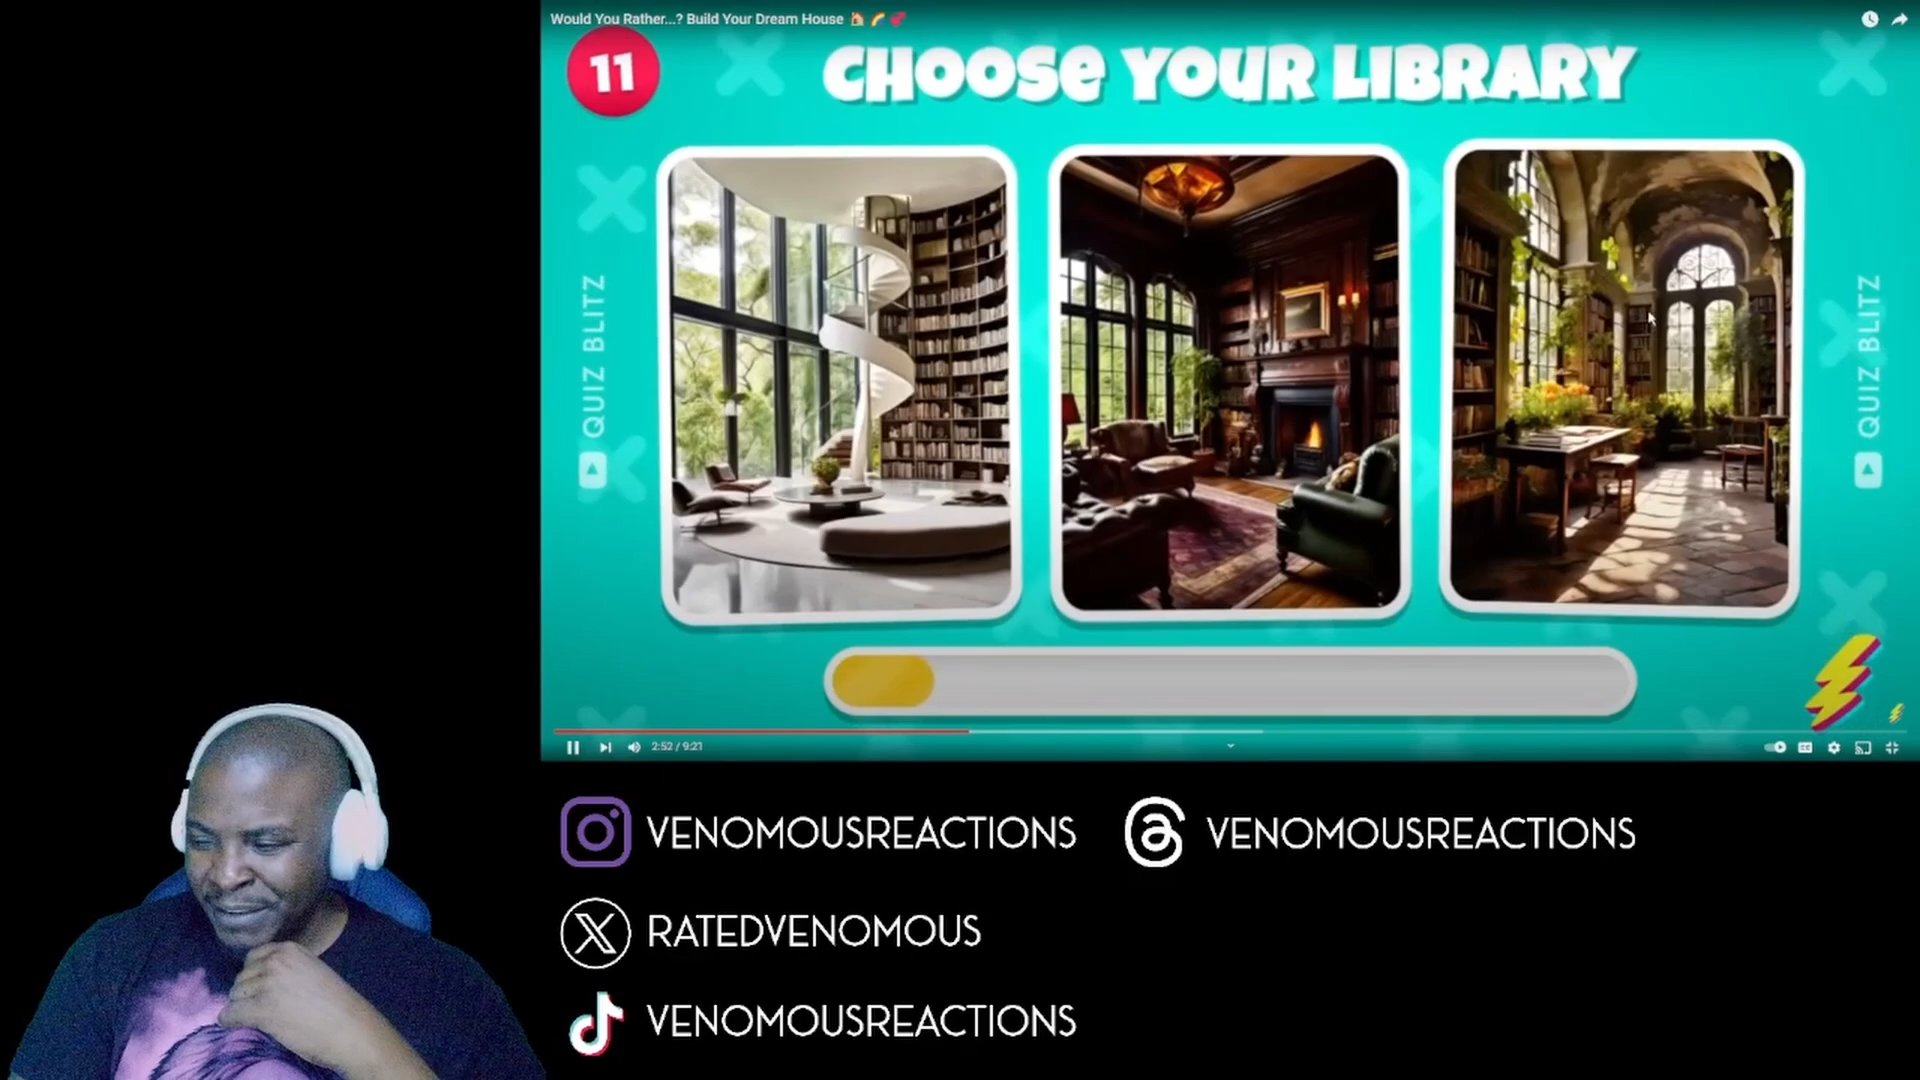 Would You Rather...? Build Your Dream House 🏠 🌈 💞
11
CHOOSE YOUR LIBRARY
QUIZ BLITZ
QUIZ BLITZ
2:52 / 9:21
VENOMOUSREACTIONS
VENOMOUSREACTIONS
RATEDVENOMOUS
VENOMOUSREACTIONS